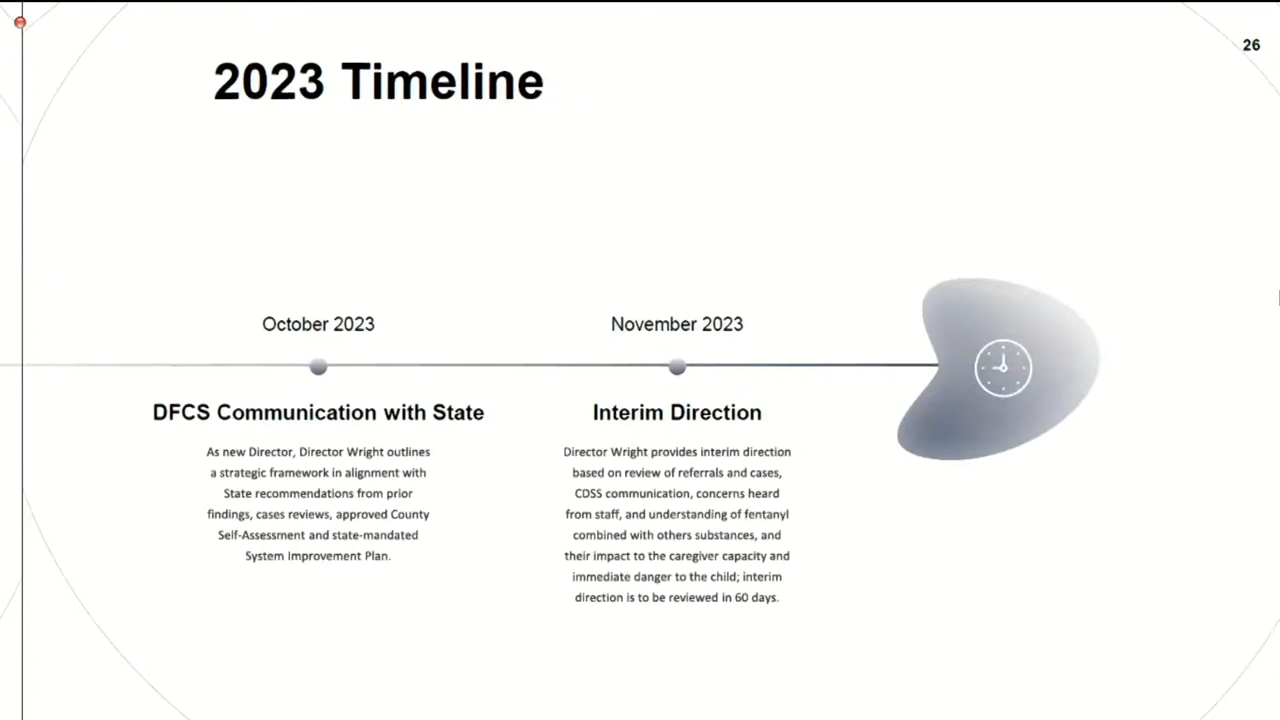 26
2023 Timeline
October 2023
DFCS Communication with State
As new Director, Director Wright outlines
a strategic framework in alignment with
State recommendations from prior
findings, cases reviews, approved County
Self-Assessment and state-mandated
System Improvement Plan.
November 2023
Interim Direction
Director Wright provides interim direction
based on review of referrals and cases,
CDSS communication, concerns heard
from staff, and understanding of fentanyl
combined with others substances, and
their impact to the caregiver capacity and
immediate danger to the child; interim
direction is to be reviewed in 60 days.